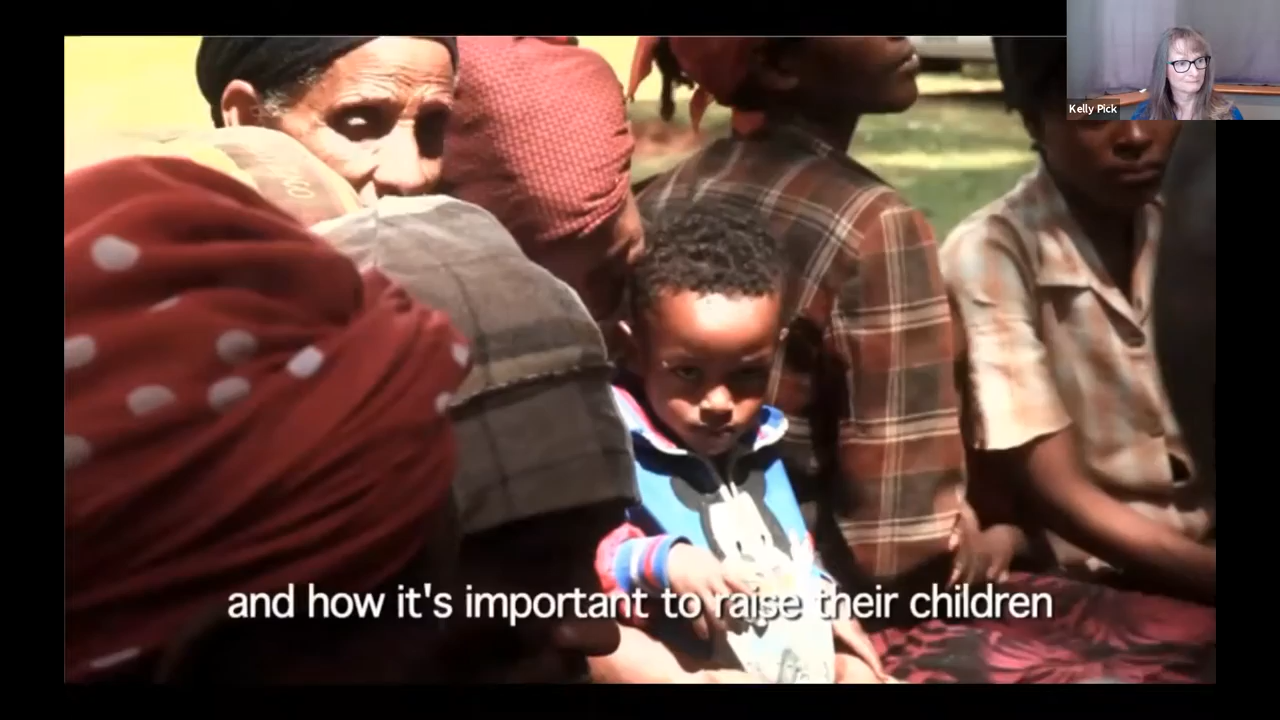 Kelly Pick
and how it's important to raise their children